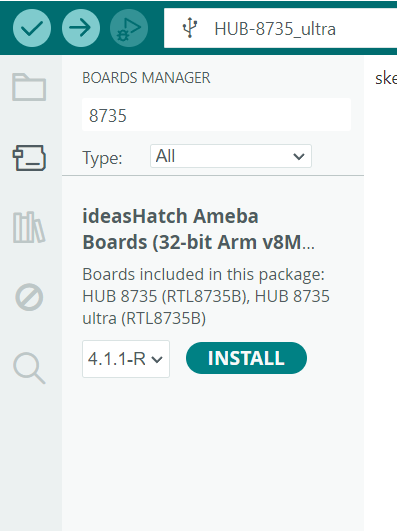 HUB-8735_ultra
BOARDS MANAGER
ske
8735
Type:
All
ideasHatch Ameba
Boards (32-bit Arm v8M...
Boards included in this package:
HUB 8735 (RTL8735B), HUB 8735
ultra (RTL8735B)
4.1.1-R
INSTALL